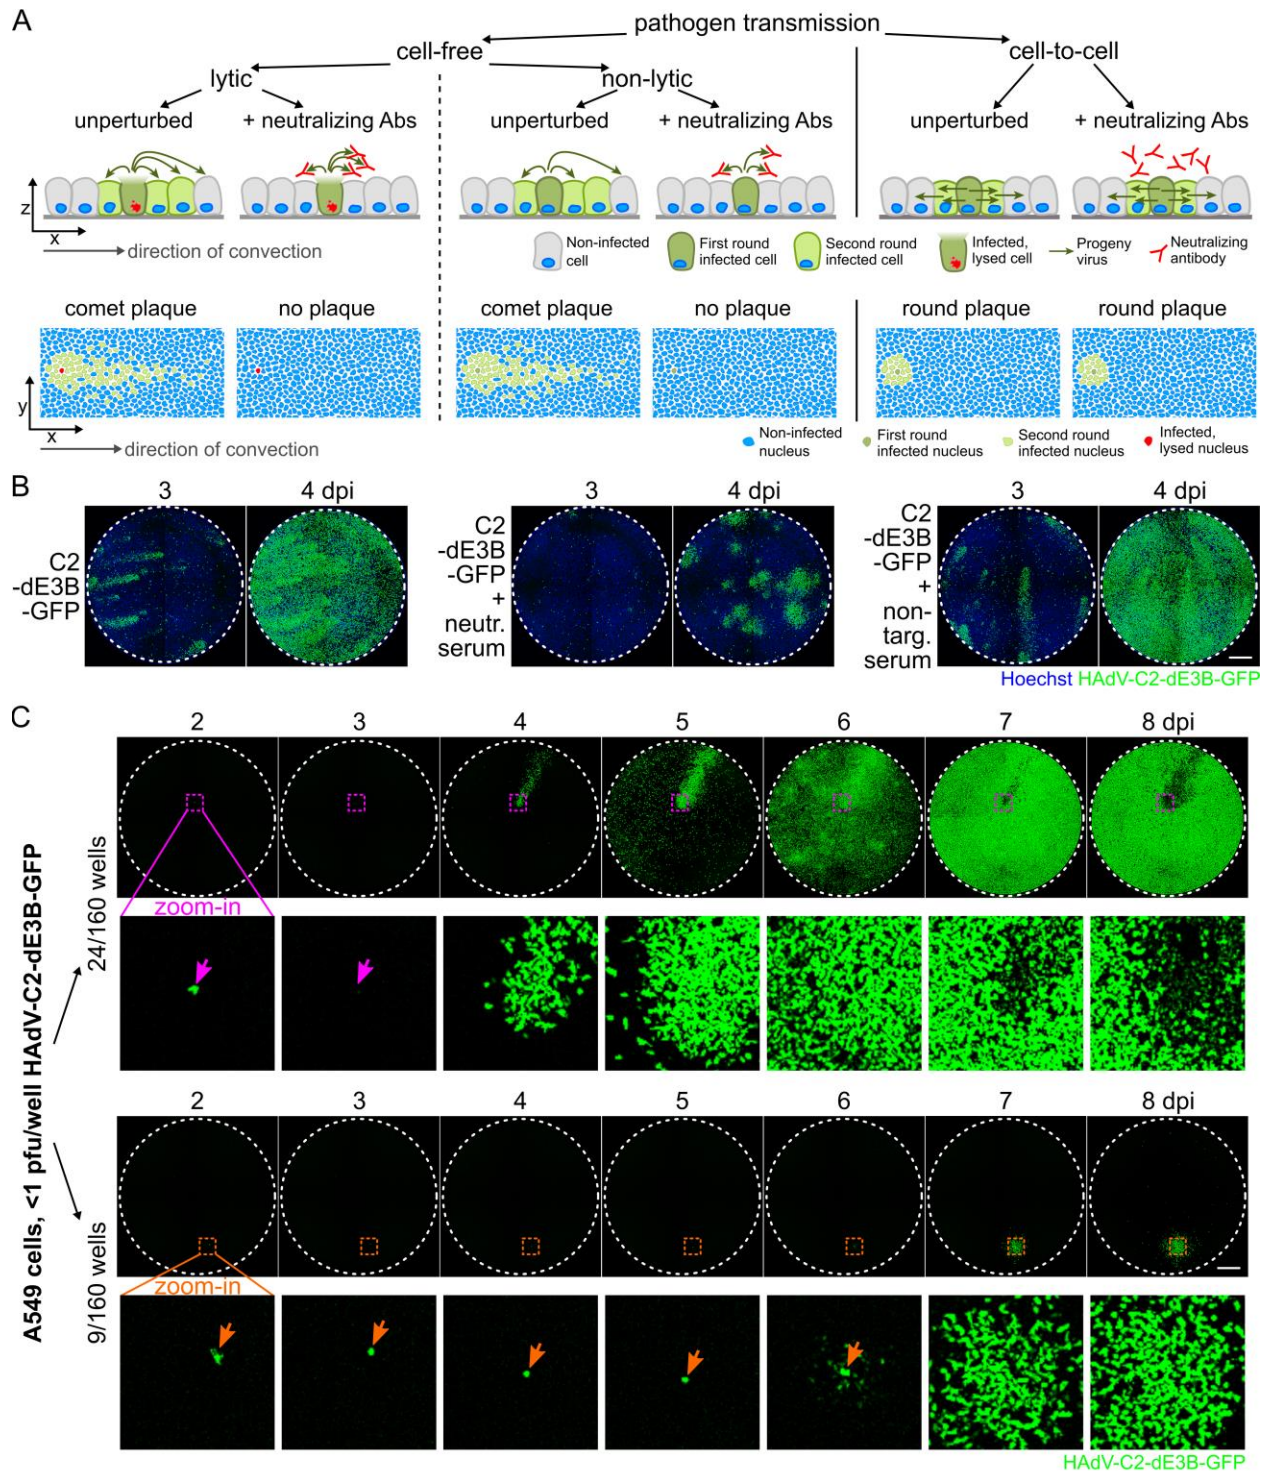 A
pathogen transmission
cell-free
cell-to-cell
lytic
non-lytic
unperturbed
+ neutralizing Abs
unperturbed
+ neutralizing Abs
unperturbed
+ neutralizing Abs
z
x
direction of convection
Non-infected
cell
First round
infected cell
Second round
infected cell
Infected,
lysed cell
Progeny
virus
Neutralizing
antibody
comet plaque
no plaque
comet plaque
no plaque
round plaque
round plaque
y
x
direction of convection
Non-infected
nucleus
First round
infected nucleus
Second round
infected nucleus
Infected,
lysed nucleus
B
3
4 dpi
C2
-dE3B
-GFP
3
4 dpi
C2
-dE3B
-GFP
+
neutr.
serum
3
4 dpi
C2
-dE3B
-GFP
+
non-
targ.
serum
Hoechst HAdV-C2-dE3B-GFP
C
A549 cells, <1 pfu/well HAdV-C2-dE3B-GFP
24/160 wells
2
3
4
5
6
7
8 dpi
zoom-in
9/160 wells
2
3
4
5
6
7
8 dpi
zoom-in
HAdV-C2-dE3B-GFP